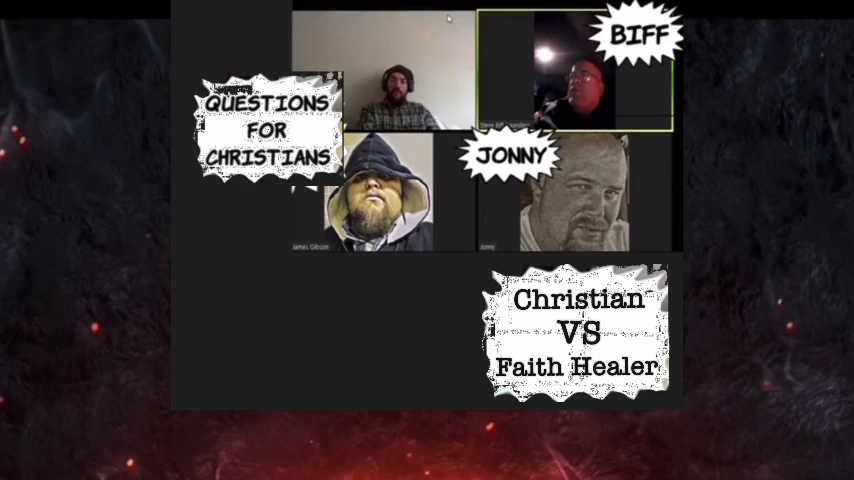 BIFF
QUESTIONS
FOR
CHRISTIANS
JONNY
James Gibson
Jonny
Christian
VS
Faith Healer